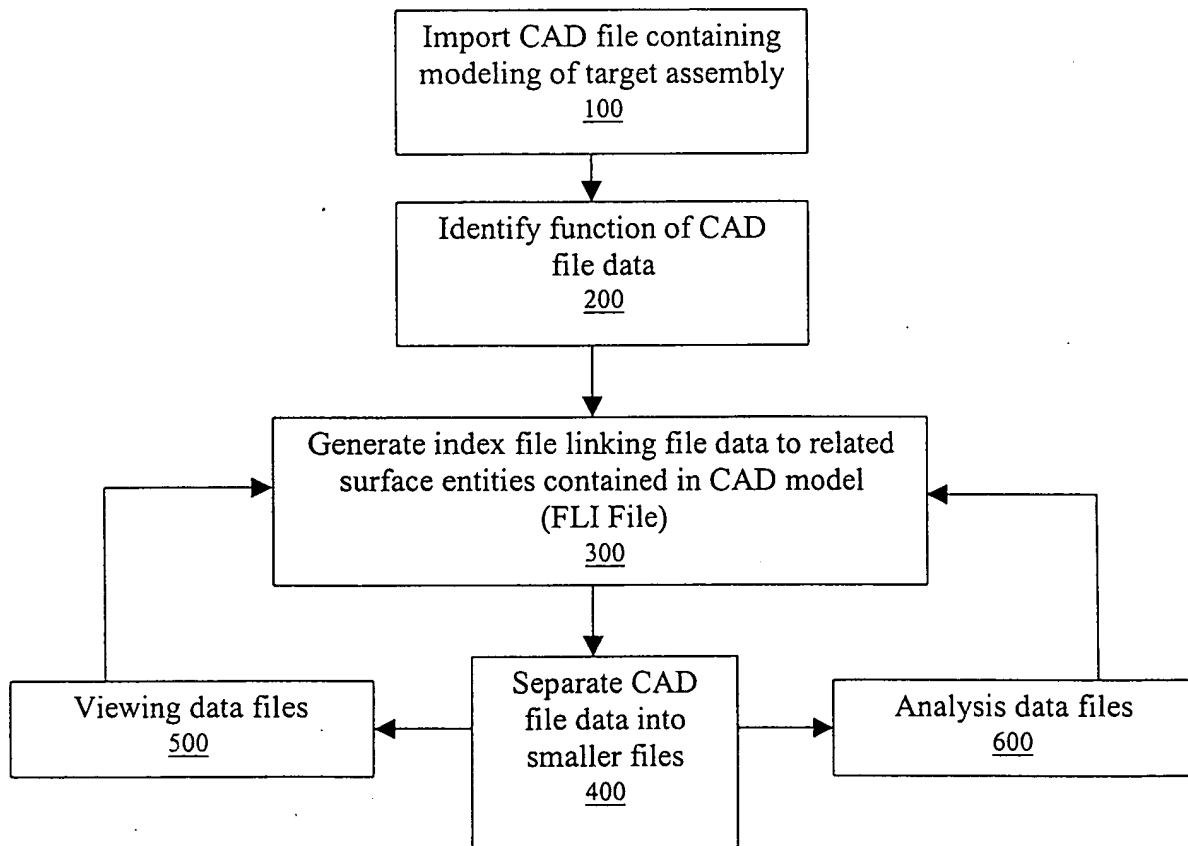 Import CAD file containing
modeling of target assembly
100
Identify function of CAD
file data
200
Generate index file linking file data to related
surface entities contained in CAD model
(FLI File)
300
Viewing data files
500
Separate CAD
file data into
smaller files
400
Analysis data files
600